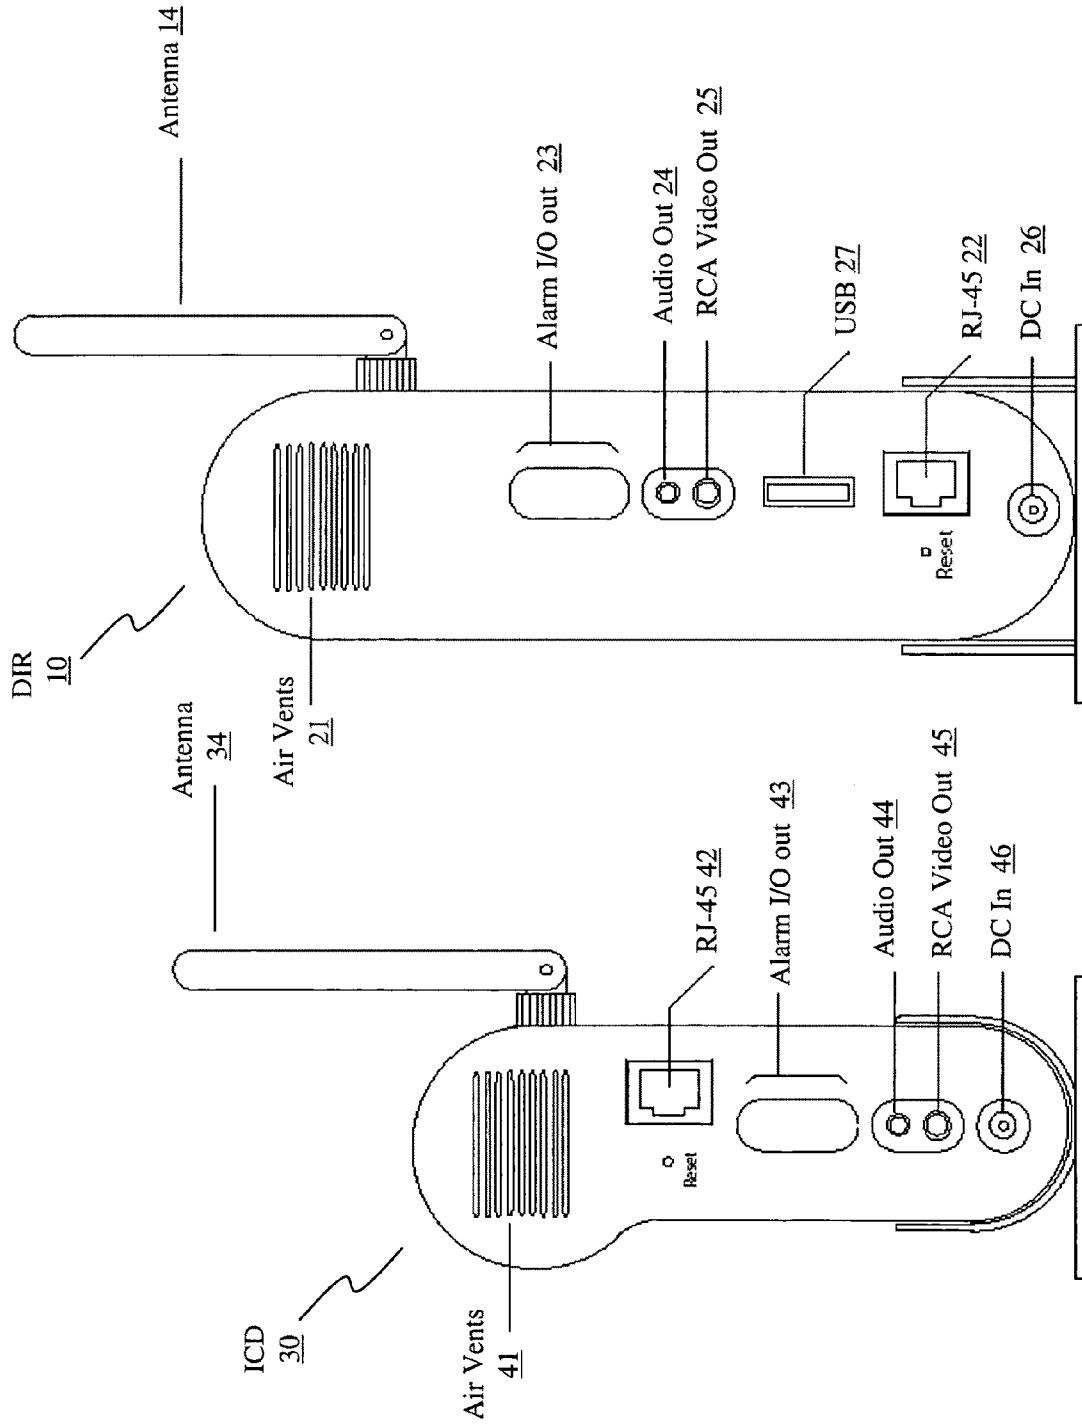 ICD
30
Air Vents
41
Antenna
34
RJ-45 42
Alarm I/O out 43
Audio Out 44
RCA Video Out 45
DC In 46
Reset
DIR
10
Air Vents
21
Antenna 14
Alarm I/O out 23
Audio Out 24
RCA Video Out 25
USB 27
RJ-45 22
DC In 26
Reset